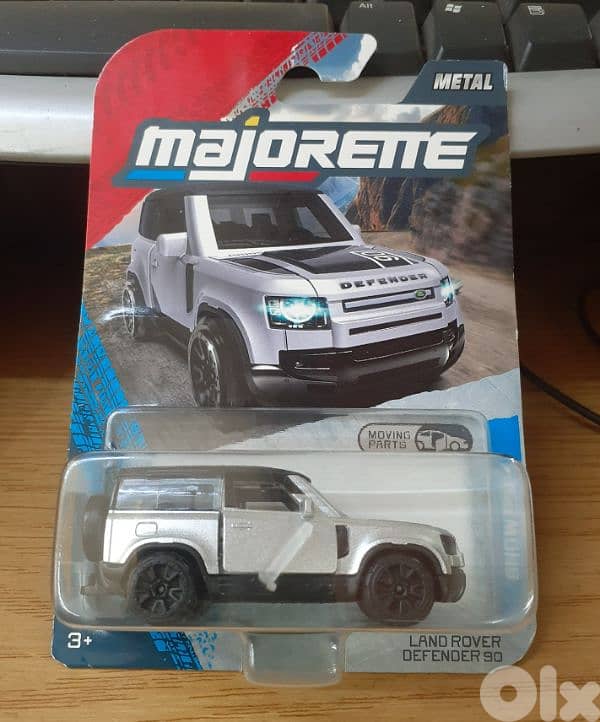 Alt
METAL
majorette
DEFENDER
MOVING
PARTS
3+
LAND ROVER
DEFENDER 90
Olx